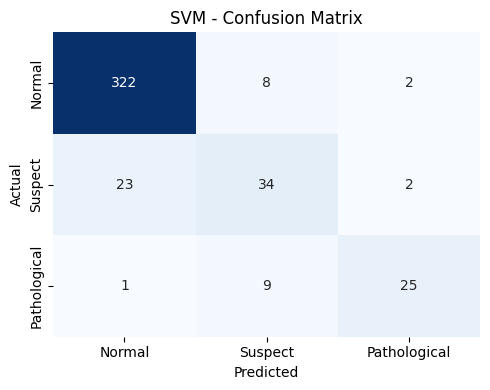 SVM - Confusion Matrix
Actual
Normal
322 8 2
Suspect
23 34 2
Pathological
1 9 25
Normal Suspect Pathological
Predicted